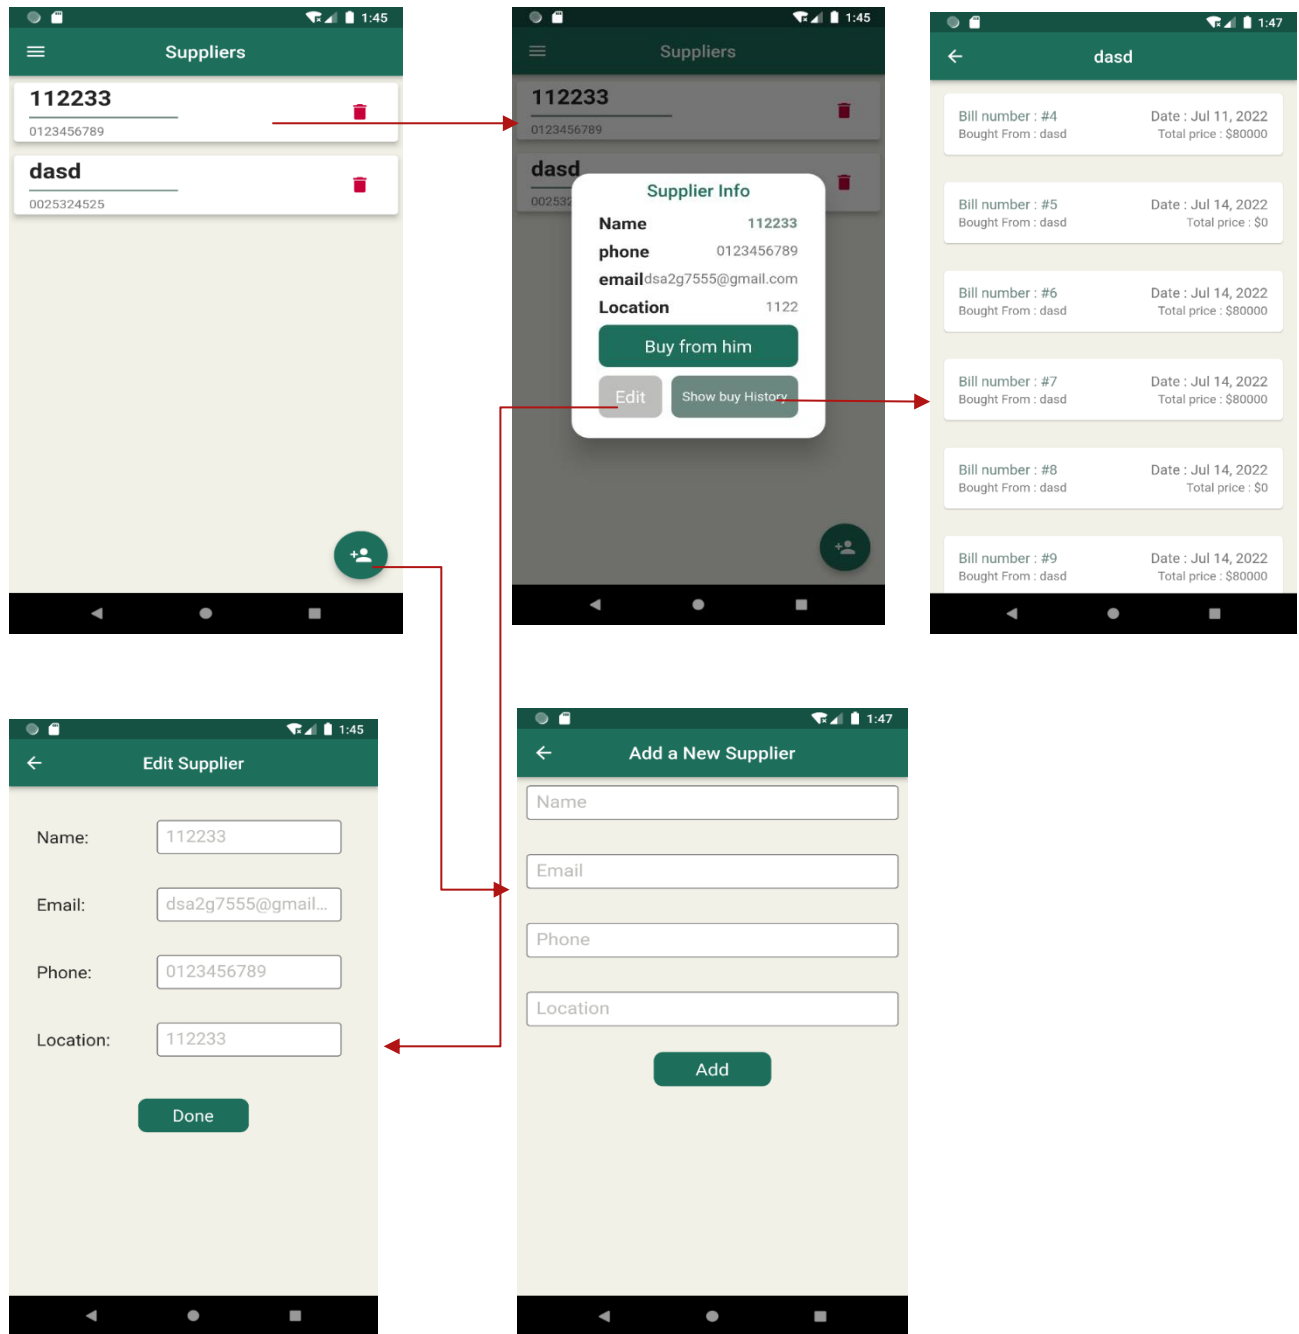 1:45
Suppliers
112233
0123456789
dasd
0025324525
1:45
Suppliers
112233
0123456789
dasd
00253
Supplier Info
Name 112233
phone 0123456789
email dsa2g7555@gmail.com
Location 1122
Buy from him
Edit Show buy History
1:47
dasd
Bill number : #4 Date : Jul 11, 2022
Bought From : dasd Total price : $80000
Bill number : #5 Date : Jul 14, 2022
Bought From : dasd Total price : $0
Bill number : #6 Date : Jul 14, 2022
Bought From : dasd Total price : $80000
Bill number : #7 Date : Jul 14, 2022
Bought From : dasd Total price : $80000
Bill number : #8 Date : Jul 14, 2022
Bought From : dasd Total price : $0
Bill number : #9 Date : Jul 14, 2022
Bought From : dasd Total price : $80000
1:45
Edit Supplier
Name: 112233
Email: dsa2g7555@gmail...
Phone: 0123456789
Location: 112233
Done
1:47
Add a New Supplier
Name
Email
Phone
Location
Add